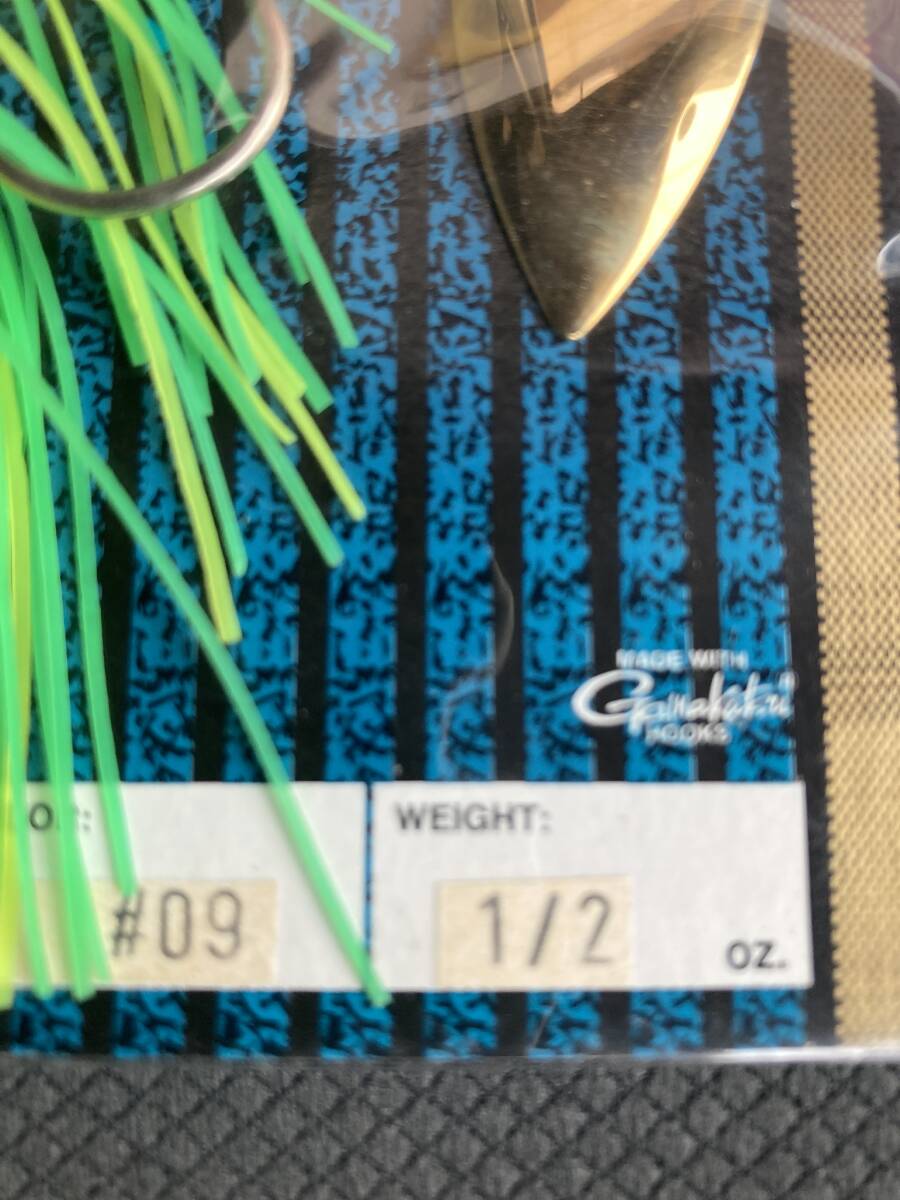 MADE WITH
Gamakatsu
HOOKS
WEIGHT:
#09
1/2
OZ.